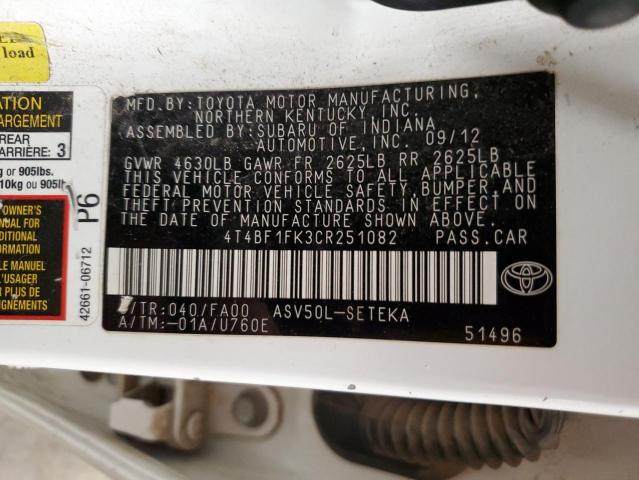 load
MFD.BY:TOYOTA MOTOR MANUFACTURING,
NORTHERN KENTUCKY, INC.
ASSEMBLED BY:SUBARU OF INDIANA
AUTOMOTIVE, INC. 09/12
GVWR 4630LB GAWR FR 2625LB RR 2625LB
THIS VEHICLE CONFORMS TO ALL APPLICABLE
FEDERAL MOTOR VEHICLE SAFETY,BUMPER,AND
THEFT PREVENTION STANDARDS IN EFFECT ON
THE DATE OF MANUFACTURE SHOWN ABOVE.
4T4BF1FK3CR251082 PASS.CAR
/TR:040/FA00 ASV50L-SETEKA
A/TM:-01A/U760E
51496
REAR
ARRIÈRE: 3
or 905lbs.
10kg ou 905l
OWNER'S
NUAL FOR
DITIONAL
ORMATION
LE MANUEL
L'USAGER
R PLUS DE
GNEMENTS
P6
42661-06712